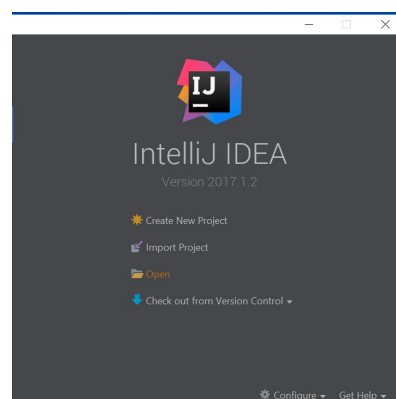 IJ
IntelliJ IDEA
Version 2017.1.2
Create New Project
Import Project
Open
Check out from Version Control
Configure Get Help